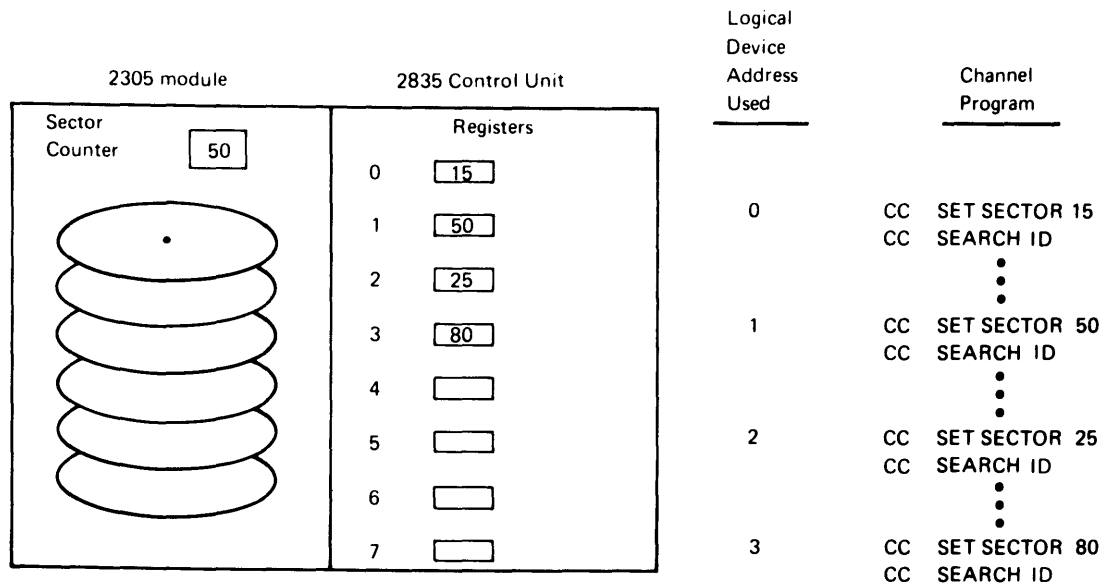 Logical
Device
Address
Used
Channel
Program
2305 module
2835 Control Unit
Sector
Counter
50
Registers
0 15
1 50
2 25
3 80
4
5
6
7
0 CC SET SECTOR 15
CC SEARCH ID
1 CC SET SECTOR 50
CC SEARCH ID
2 CC SET SECTOR 25
CC SEARCH ID
3 CC SET SECTOR 80
CC SEARCH ID